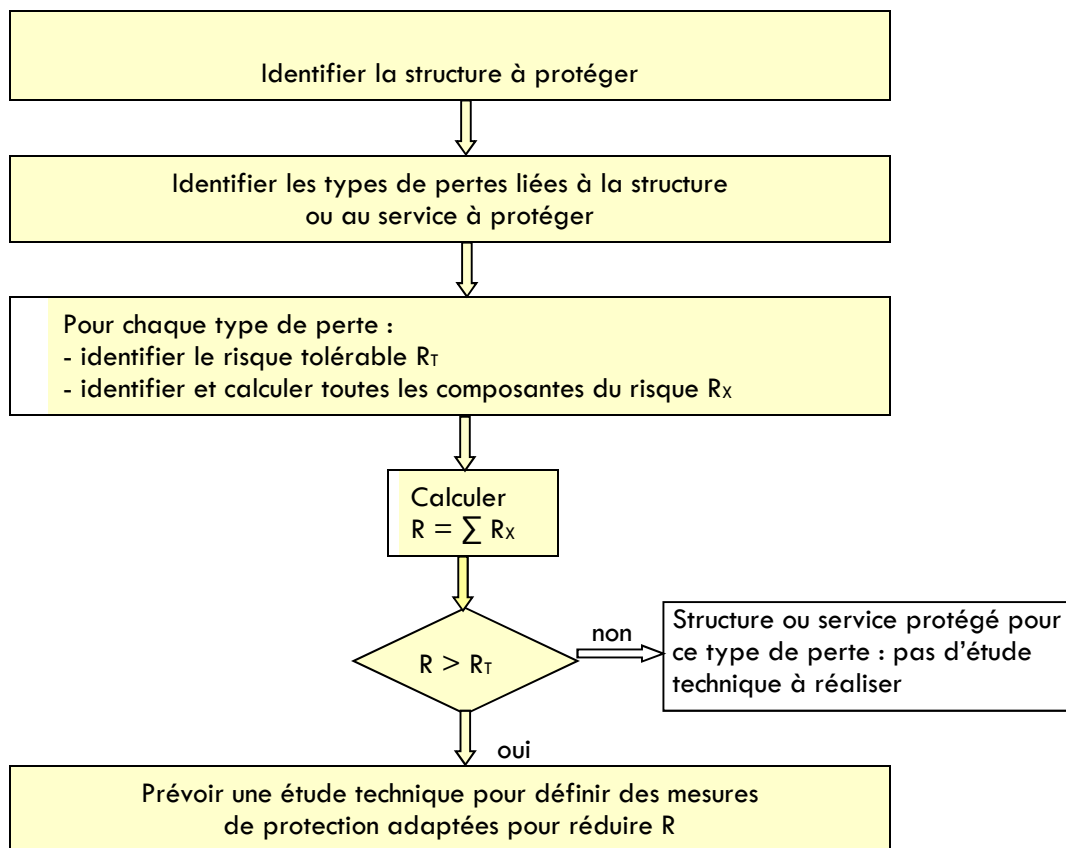 Identifier la structure à protéger
Identifier les types de pertes liées à la structure
ou au service à protéger
Pour chaque type de perte :
- identifier le risque tolérable RT
- identifier et calculer toutes les composantes du risque RX
Calculer
R = ∑ RX
R > RT
non
Structure ou service protégé pour
ce type de perte : pas d’étude
technique à réaliser
oui
Prévoir une étude technique pour définir des mesures
de protection adaptées pour réduire R